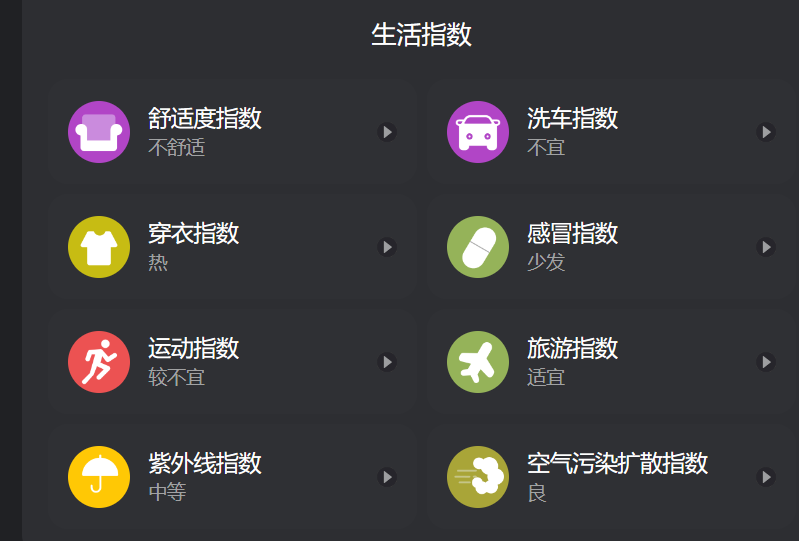 生活指数
舒适度指数
不舒适
洗车指数
不宜
穿衣指数
热
感冒指数
少发
运动指数
较不宜
旅游指数
适宜
紫外线指数
中等
空气污染扩散指数
良